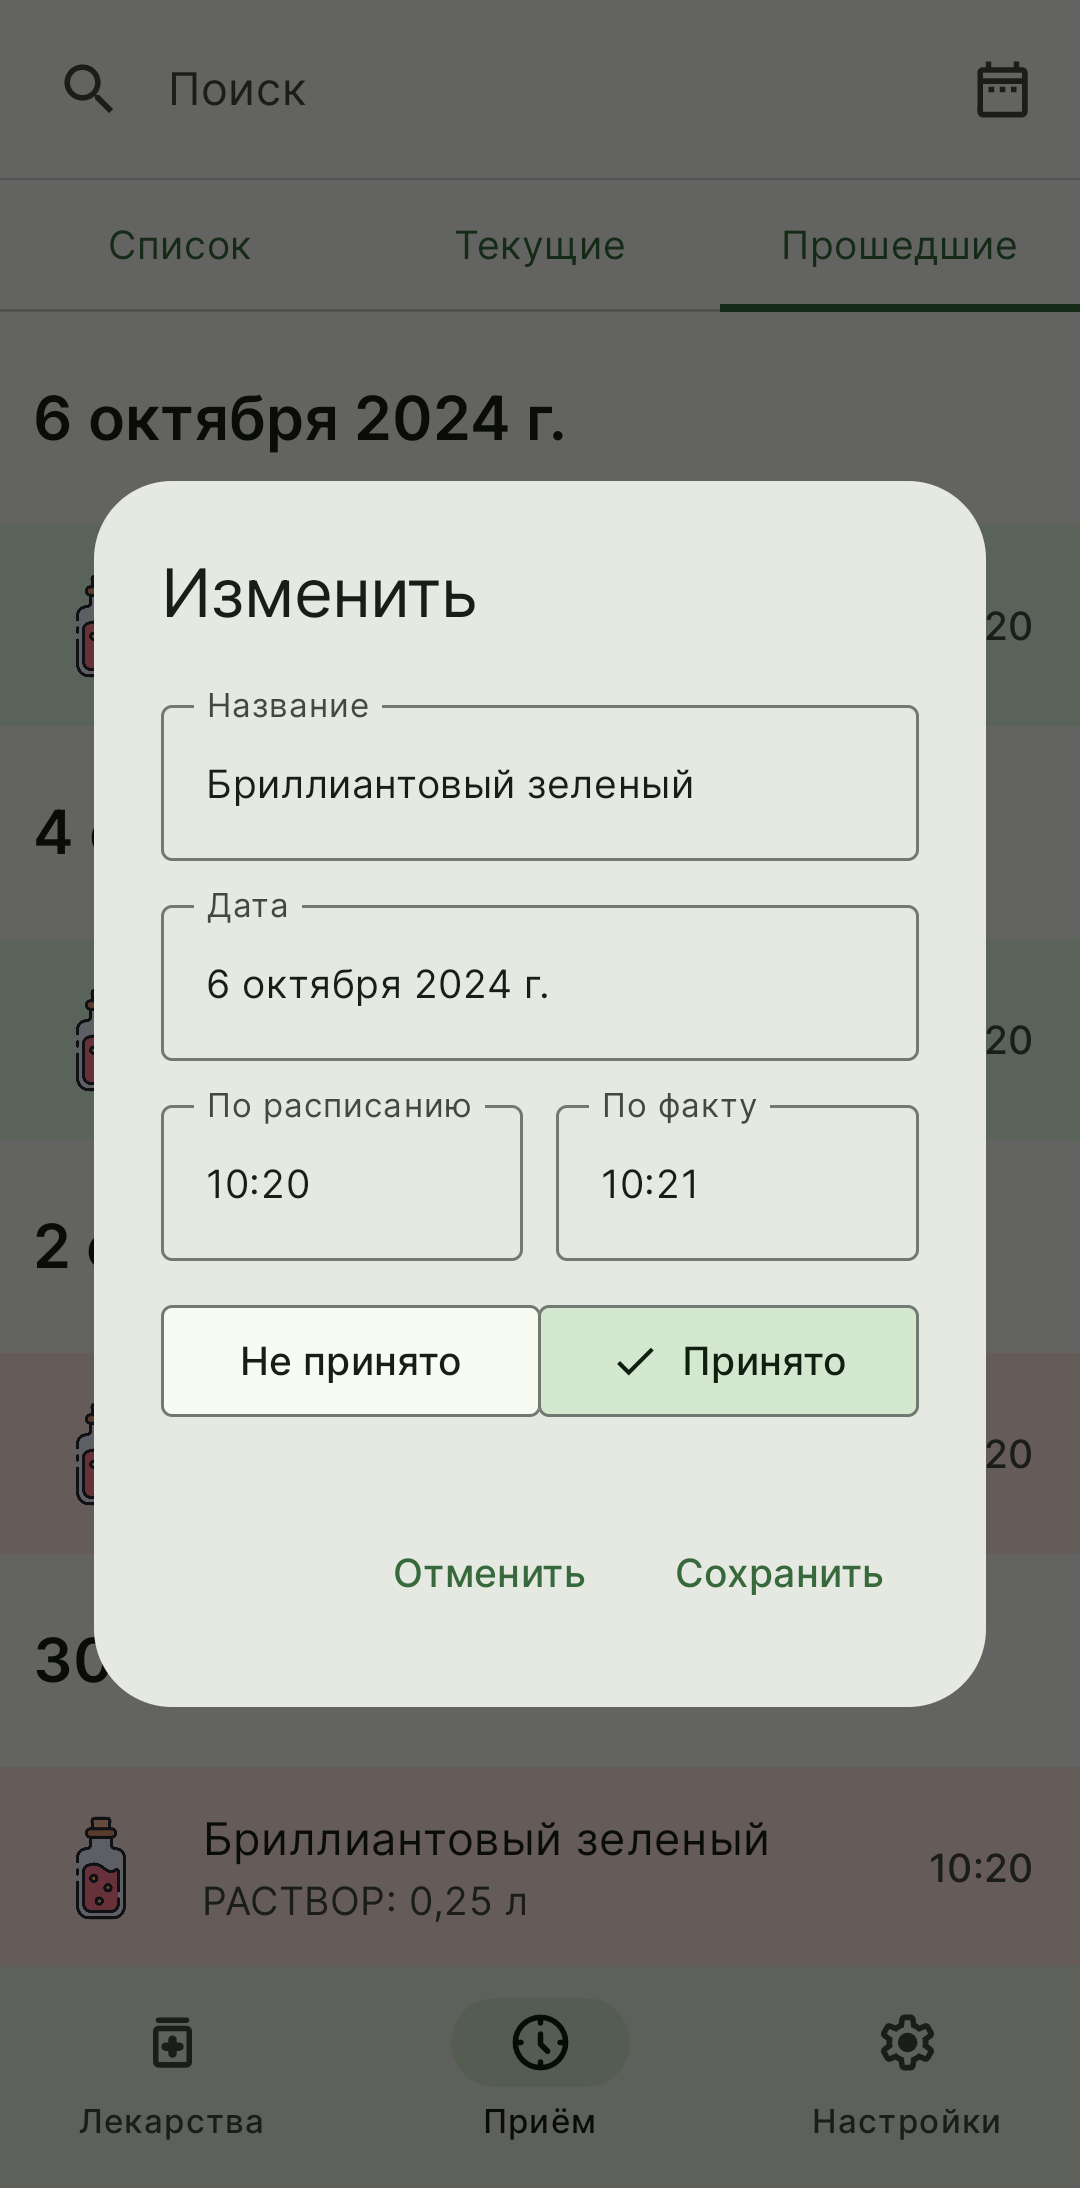 Поиск
Список
Текущие
Прошедшие
6 октября 2024 г.
Изменить
Название
Бриллиантовый зеленый
20
4
Дата
6 октября 2024 г.
20
По расписанию
По факту
10:20
10:21
2
Не принято
Принято
20
Отменить
Сохранить
30
Бриллиантовый зеленый
РАСТВОР: 0,25 л
10:20
Лекарства
Приём
Настройки